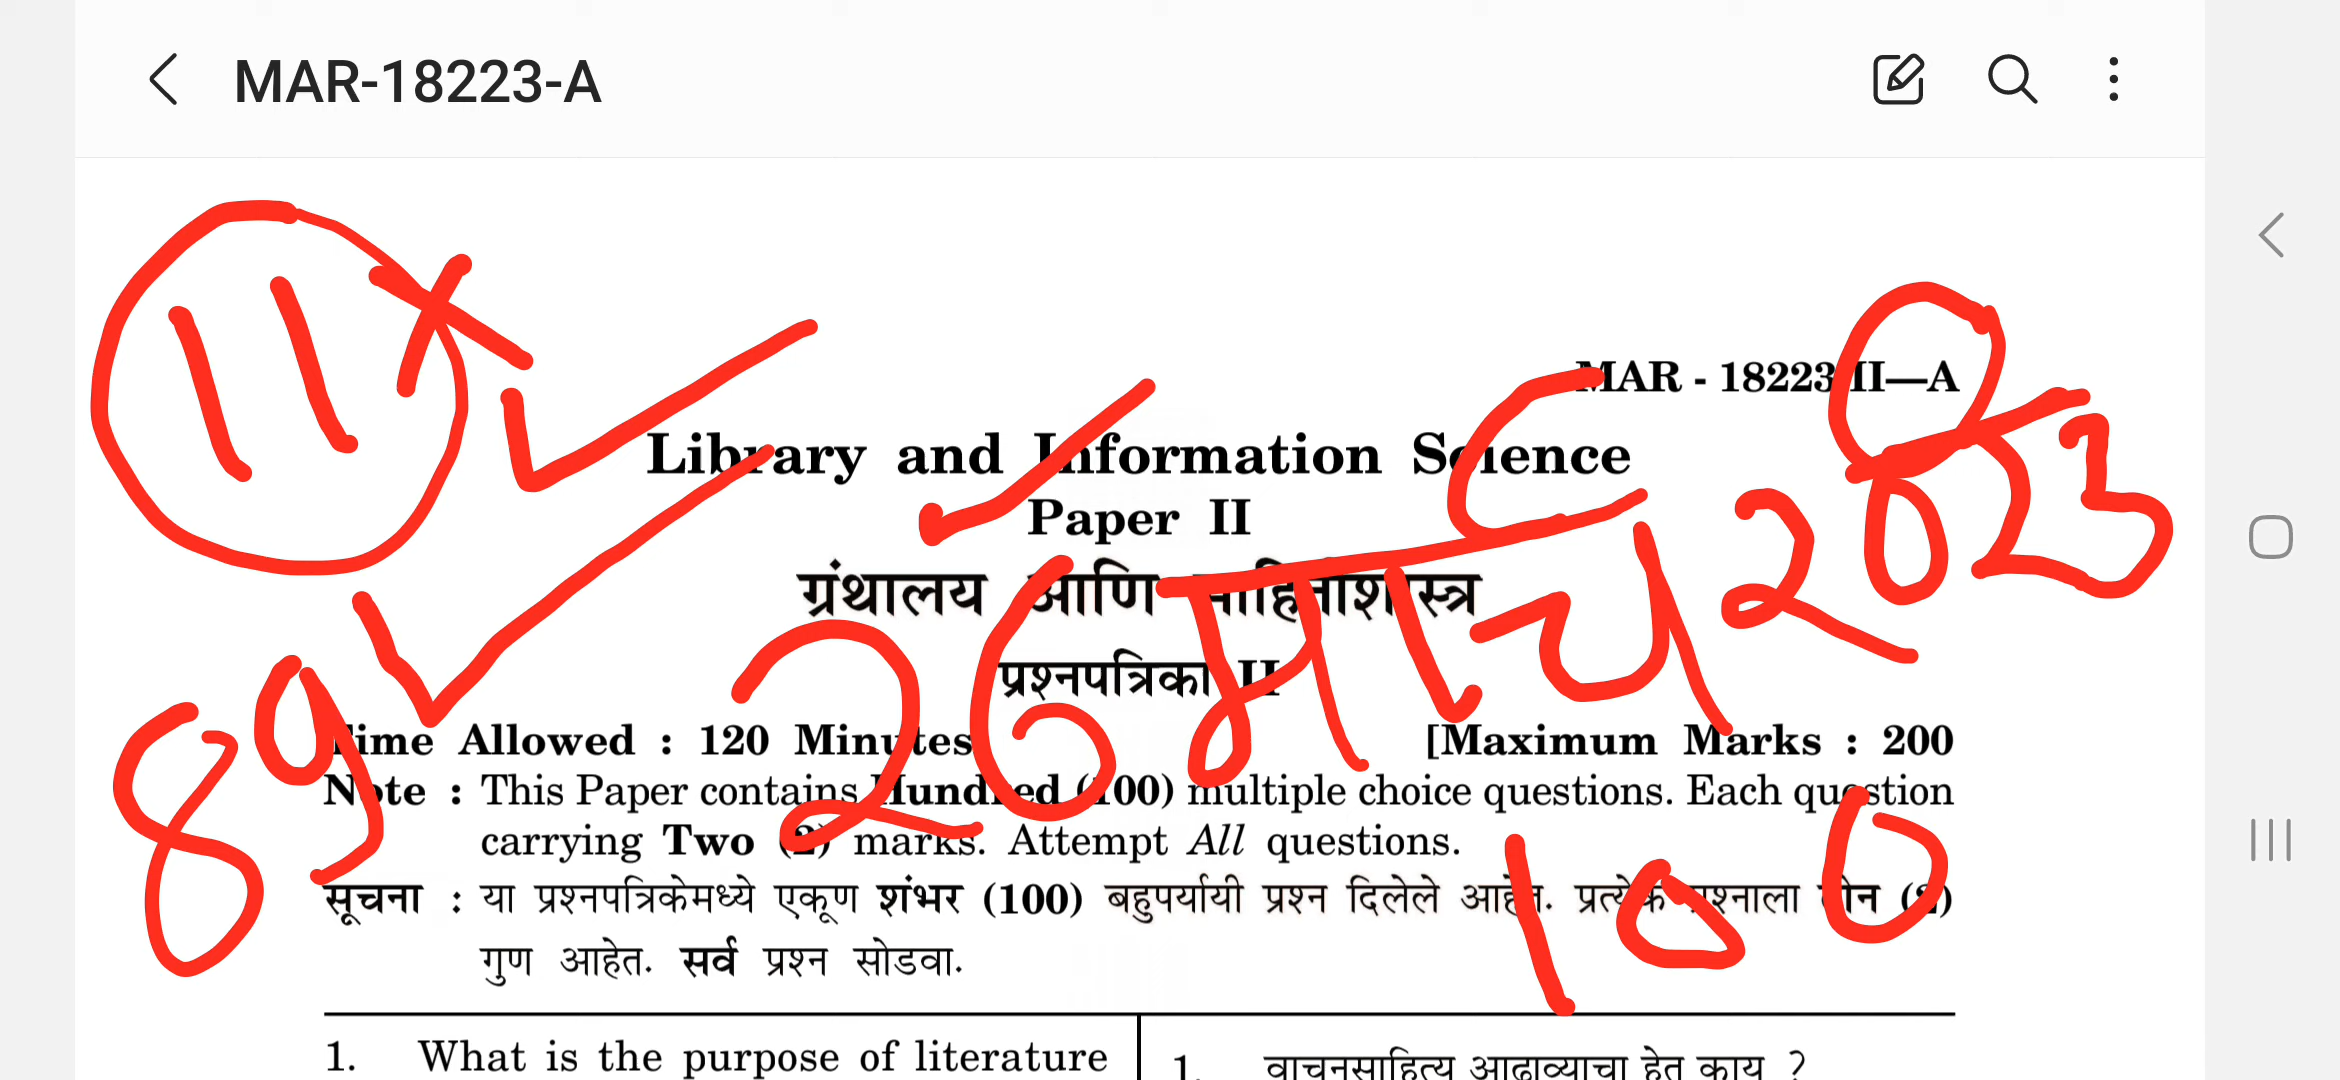 MAR-18223-A
11 X
MAR - 18223 II—A
Library and Information Science
Paper II
ग्रंथालय आणि माहितीशास्त्र
प्रश्नपत्रिका II
26 मार्च 2023
89
Time Allowed : 120 Minutes] [Maximum Marks : 200
Note : This Paper contains Hundred (100) multiple choice questions. Each question
carrying Two (2) marks. Attempt All questions.
100
सूचना : या प्रश्नपत्रिकेमध्ये एकूण शंभर (100) बहुपर्यायी प्रश्न दिलेले आहेत. प्रत्येक प्रश्नाला दोन (2)
गुण आहेत. सर्व प्रश्न सोडवा.
1. What is the purpose of literature
1. वाचनसाहित्य आढाव्याचा हेतू काय ?